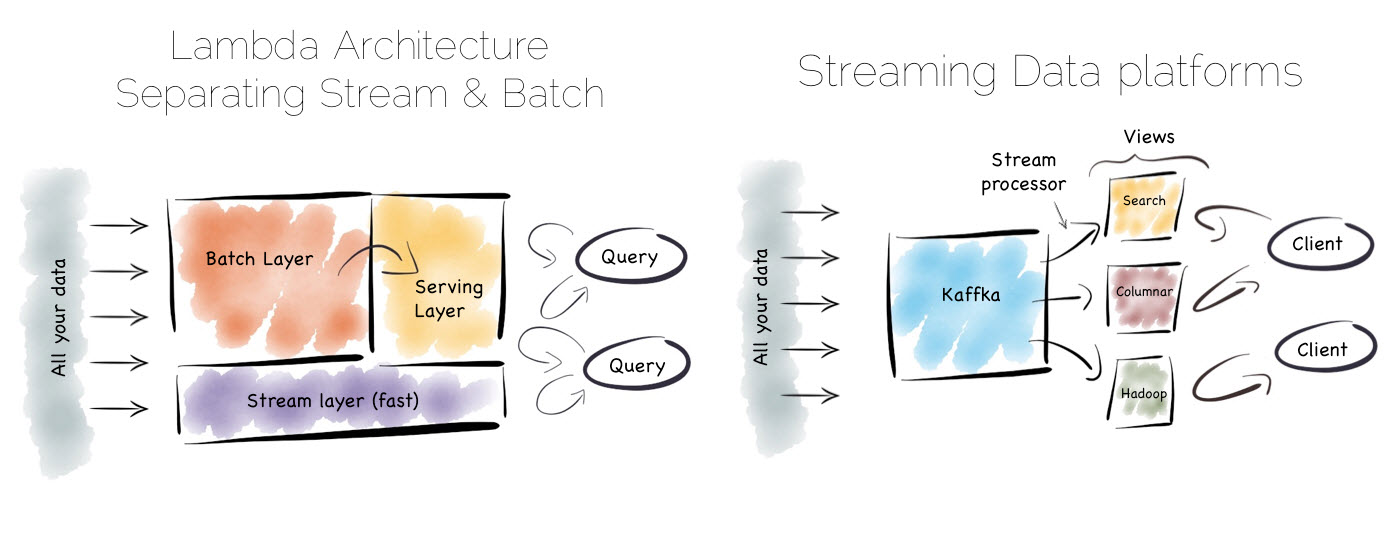 Lambda Architecture
Separating Stream & Batch
All your data
Batch Layer
Serving
Layer
Stream layer (fast)
Query
Query
Streaming Data platforms
All your data
Kaffka
Stream
processor
Views
Search
Columnar
Hadoop
Client
Client